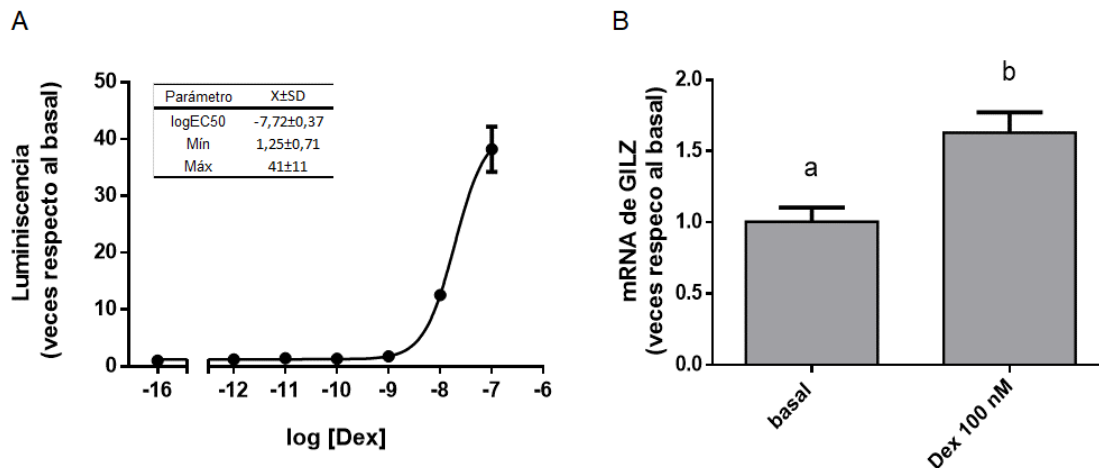 A
Luminiscencia
(veces respecto al basal)
50
40
30
20
10
0
Parámetro X±SD
logEC50 -7,72±0,37
Mín 1,25±0,71
Máx 41±11
-16 -12 -11 -10 -9 -8 -7 -6
log [Dex]
B
mRNA de GILZ
(veces respeco al basal)
2.0
1.5
1.0
0.5
0.0
a
b
basal
Dex 100 nM